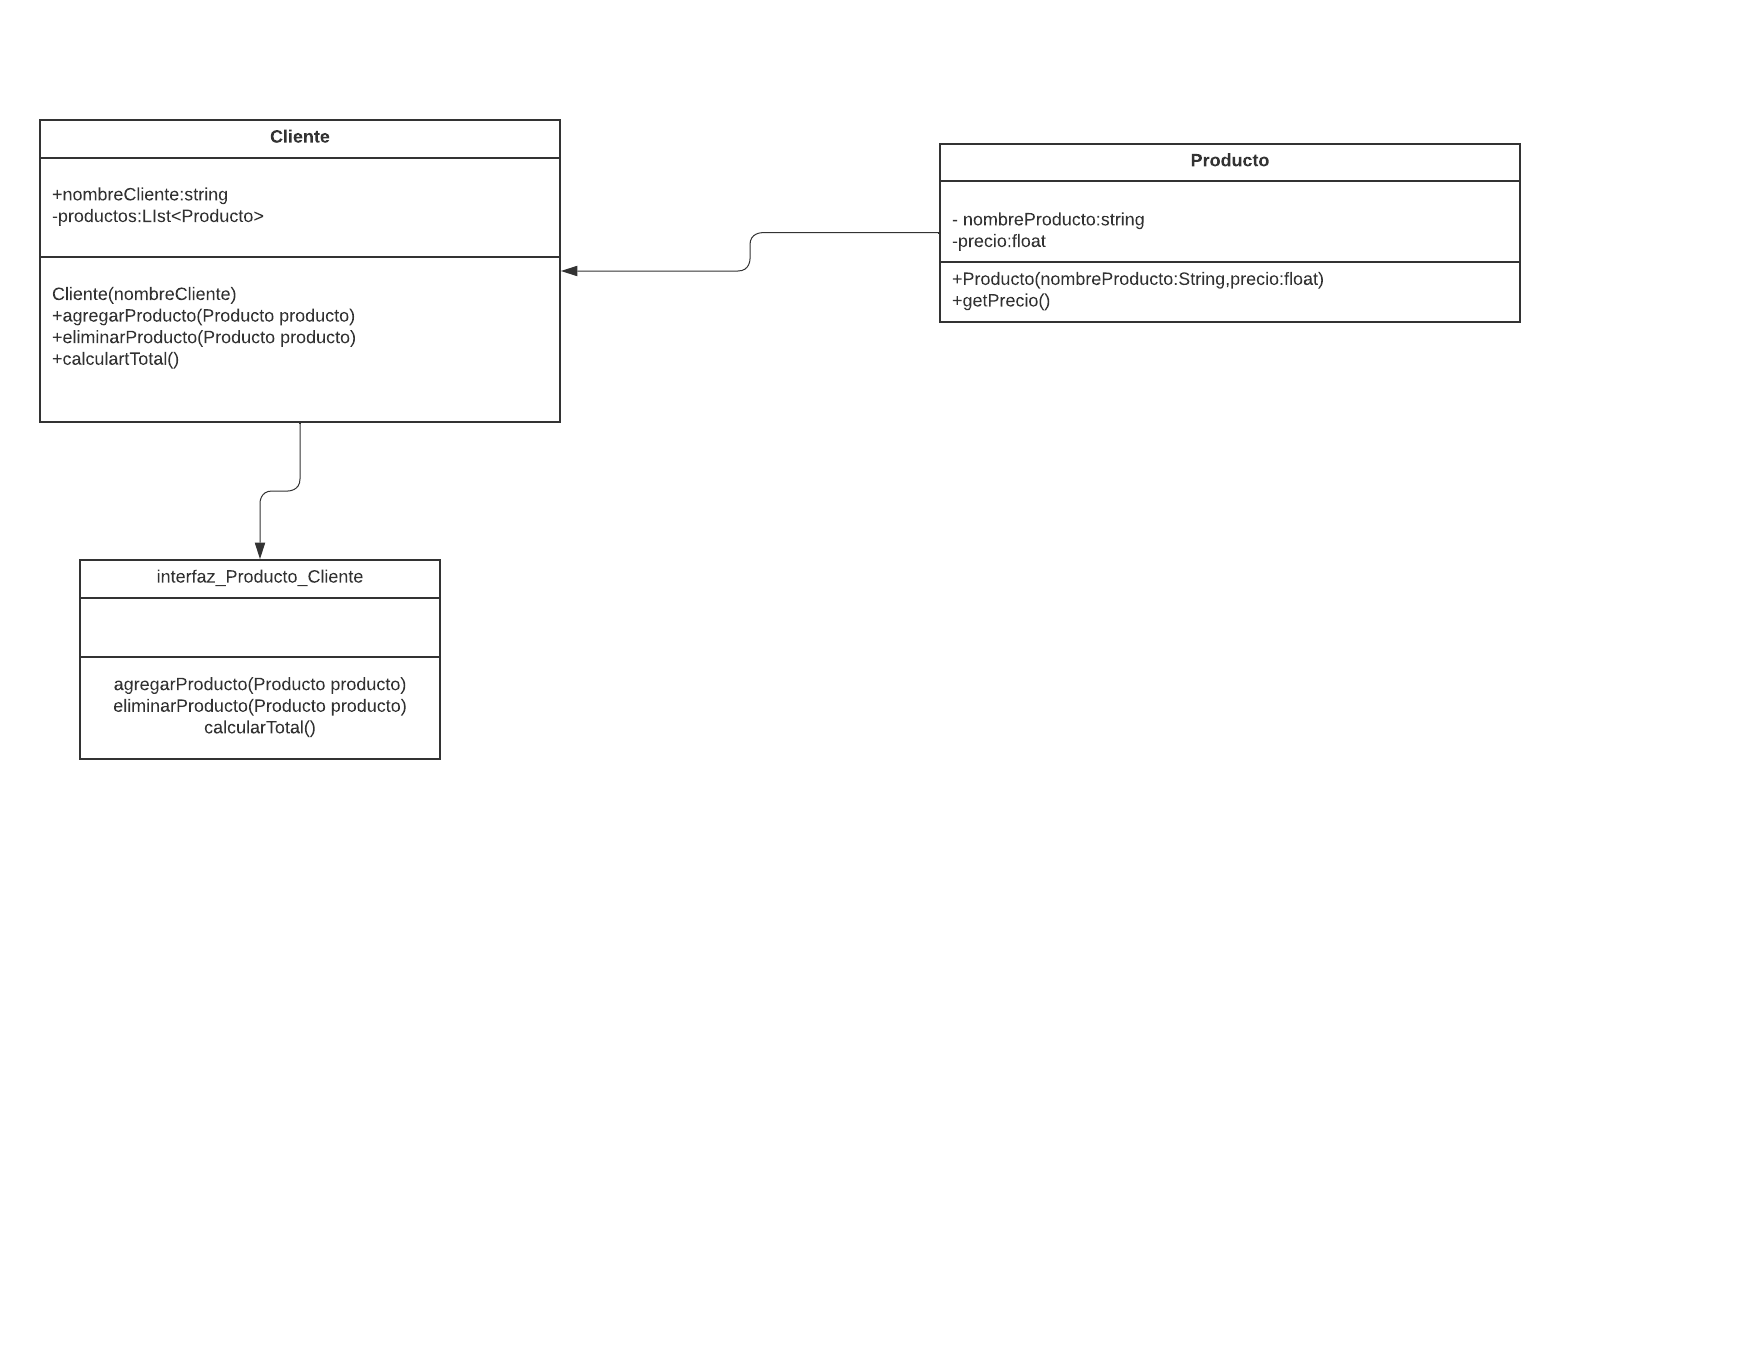 Cliente
+nombreCliente:string
-productos:LIst<Producto>
Cliente(nombreCliente)
+agregarProducto(Producto producto)
+eliminarProducto(Producto producto)
+calculartTotal()
Producto
- nombreProducto:string
-precio:float
+Producto(nombreProducto:String,precio:float)
+getPrecio()
interfaz_Producto_Cliente
agregarProducto(Producto producto)
eliminarProducto(Producto producto)
calcularTotal()